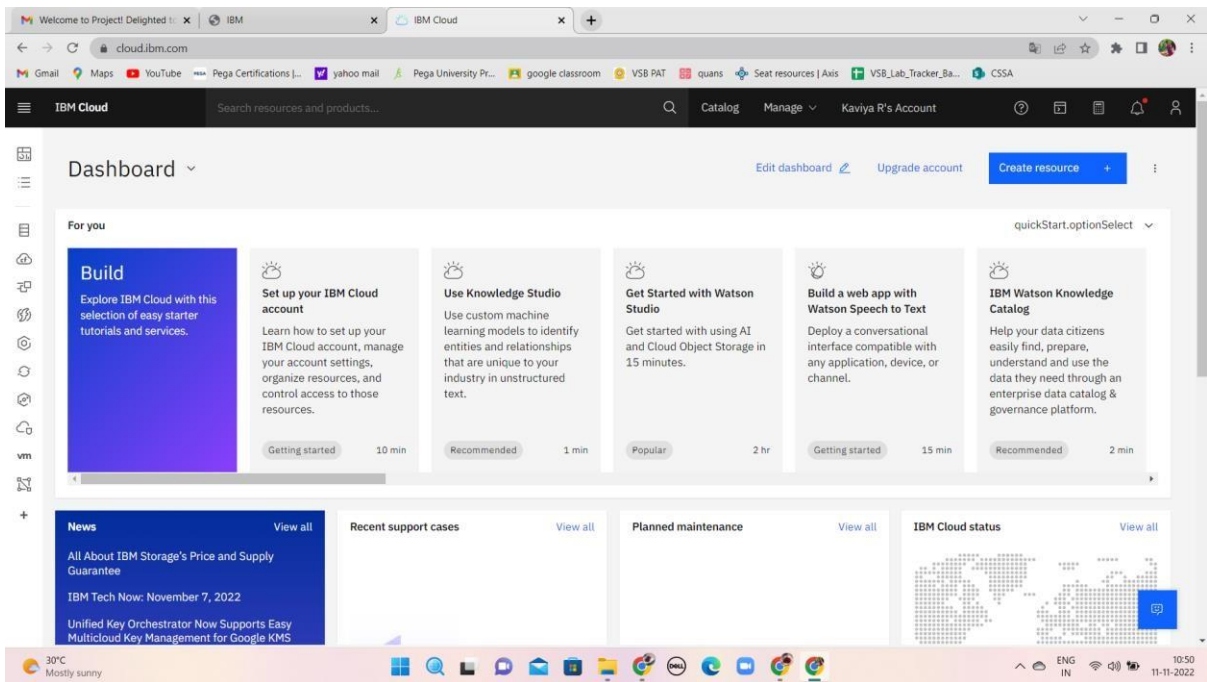 Welcome to Project! Delighted to
IBM
IBM Cloud
cloud.ibm.com
Gmail
Maps
YouTube
Pega Certifications |...
yahoo mail
Pega University Pr...
google classroom
VSB PAT
quans
Seat resources | Axis
VSB_Lab_Tracker_Ba...
CSSA
IBM Cloud
Search resources and products...
Catalog
Manage
Kaviya R's Account
Dashboard
Edit dashboard
Upgrade account
Create resource +
For you
quickStart.optionSelect
Build
Explore IBM Cloud with this
selection of easy starter
tutorials and services.
Set up your IBM Cloud
account
Learn how to set up your
IBM Cloud account, manage
your account settings,
organize resources, and
control access to those
resources.
Getting started
10 min
Use Knowledge Studio
Use custom machine
learning models to identify
entities and relationships
that are unique to your
industry in unstructured
text.
Recommended
1 min
Get Started with Watson
Studio
Get started with using AI
and Cloud Object Storage in
15 minutes.
Popular
2 hr
Build a web app with
Watson Speech to Text
Deploy a conversational
interface compatible with
any application, device, or
channel.
Getting started
15 min
IBM Watson Knowledge
Catalog
Help your data citizens
easily find, prepare,
understand and use the
data they need through an
enterprise data catalog &
governance platform.
Recommended
2 min
vm
News
View all
All About IBM Storage's Price and Supply
Guarantee
IBM Tech Now: November 7, 2022
Unified Key Orchestrator Now Supports Easy
Multicloud Key Management for Google KMS
Recent support cases
View all
Planned maintenance
View all
IBM Cloud status
View all
30°C
Mostly sunny
DELL
ENG
IN
10:50
11-11-2022